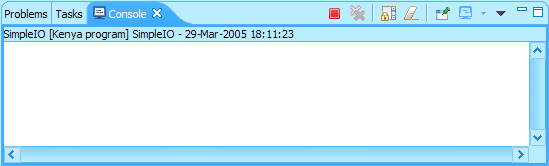 Problems Tasks Console
SimpleIO [Kenya program] SimpleIO - 29-Mar-2005 18:11:23